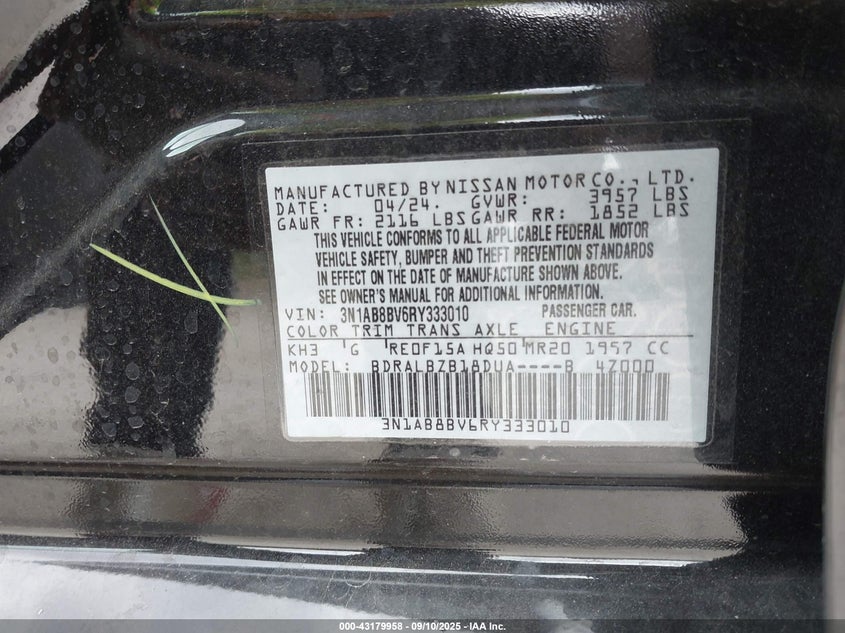 MANUFACTURED BY NISSAN MOTOR CO., LTD.
DATE: 04/24. GVWR: 3957 LBS
GAWR FR: 2116 LBS GAWR RR: 1852 LBS
THIS VEHICLE CONFORMS TO ALL APPLICABLE FEDERAL MOTOR
VEHICLE SAFETY, BUMPER AND THEFT PREVENTION STANDARDS
IN EFFECT ON THE DATE OF MANUFACTURE SHOWN ABOVE.
SEE OWNER'S MANUAL FOR ADDITIONAL INFORMATION.
VIN: 3N1AB8BV6RY333010 PASSENGER CAR.
COLOR TRIM TRANS AXLE ENGINE
KH3 G RE0F15A HQ50 MR20 1957 CC
MODEL: BDRALBZB18DUA----B 4Z000
3N1AB8BV6RY333010
000-43179958 - 09/10/2025 - IAA Inc.